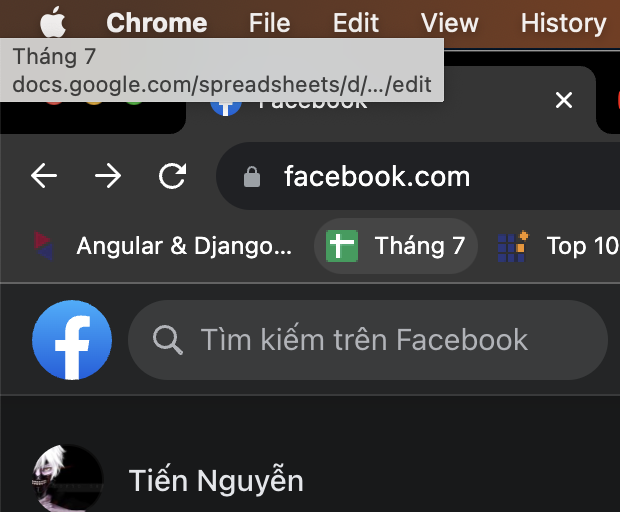 Chrome File Edit View History
Tháng 7
docs.google.com/spreadsheets/d/.../edit
Facebook
facebook.com
Angular & Django... Tháng 7 Top 10
Tìm kiếm trên Facebook
Tiến Nguyễn